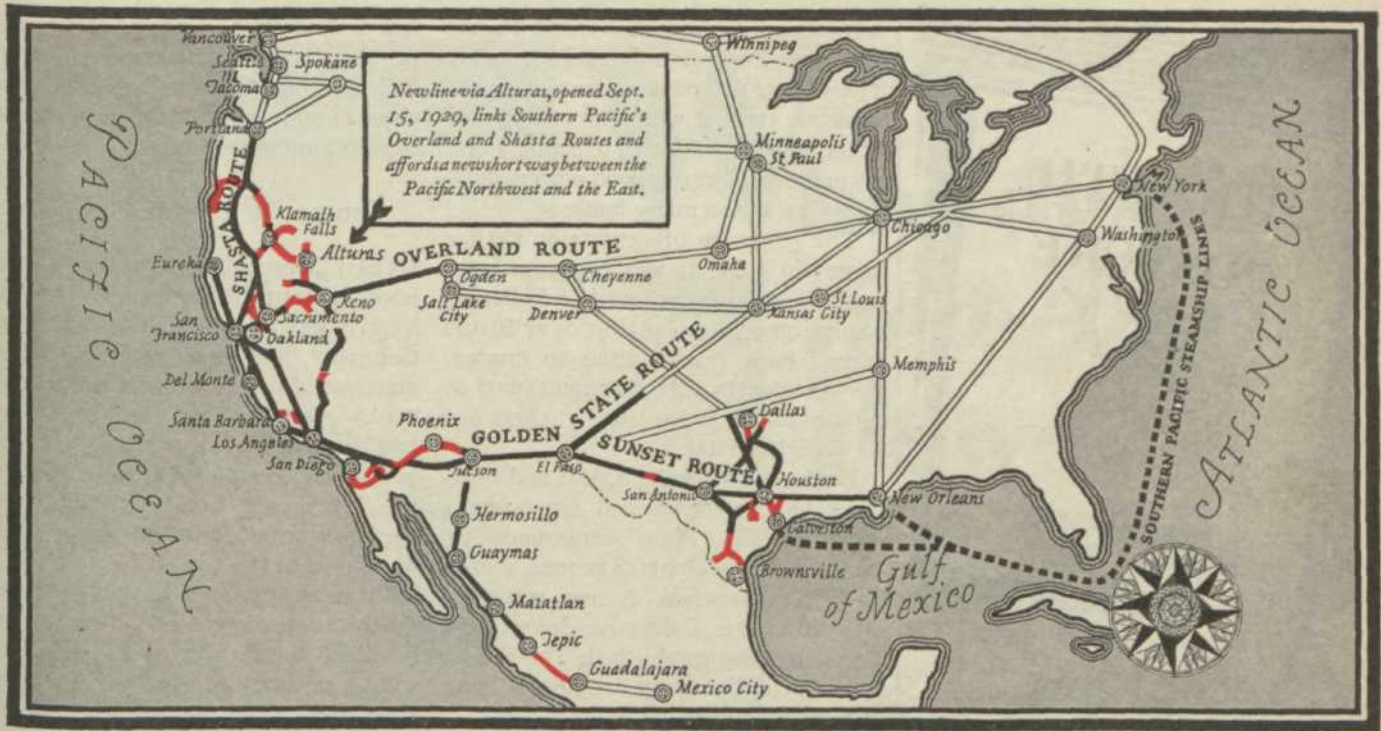 Vancouver
Winnipeg
Seattle
Spokane
Tacoma
Portland
New line via Alturas, opened Sept.
15, 1929, links Southern Pacific's
Overland and Shasta Routes and
affords a new short way between the
Pacific Northwest and the East.
Minneapolis
St Paul
New York
Chicago
Washington
Omaha
SHASTA ROUTE
Klamath
Falls
Alturas
OVERLAND ROUTE
Eureka
Ogden
Cheyenne
Salt Lake
City
Denver
Reno
Sacramento
San
Francisco
Oakland
St. Louis
Kansas City
Memphis
Del Monte
Santa Barbara
Los Angeles
San Diego
Phoenix
Tucson
GOLDEN STATE ROUTE
El Paso
SUNSET ROUTE
Dallas
San Antonio
Houston
New Orleans
Galveston
Brownsville
Hermosillo
Guaymas
Mazatlan
Tepic
Guadalajara
Mexico City
Gulf
of Mexico
PACIFIC OCEAN
ATLANTIC OCEAN
SOUTHERN PACIFIC STEAMSHIP LINES